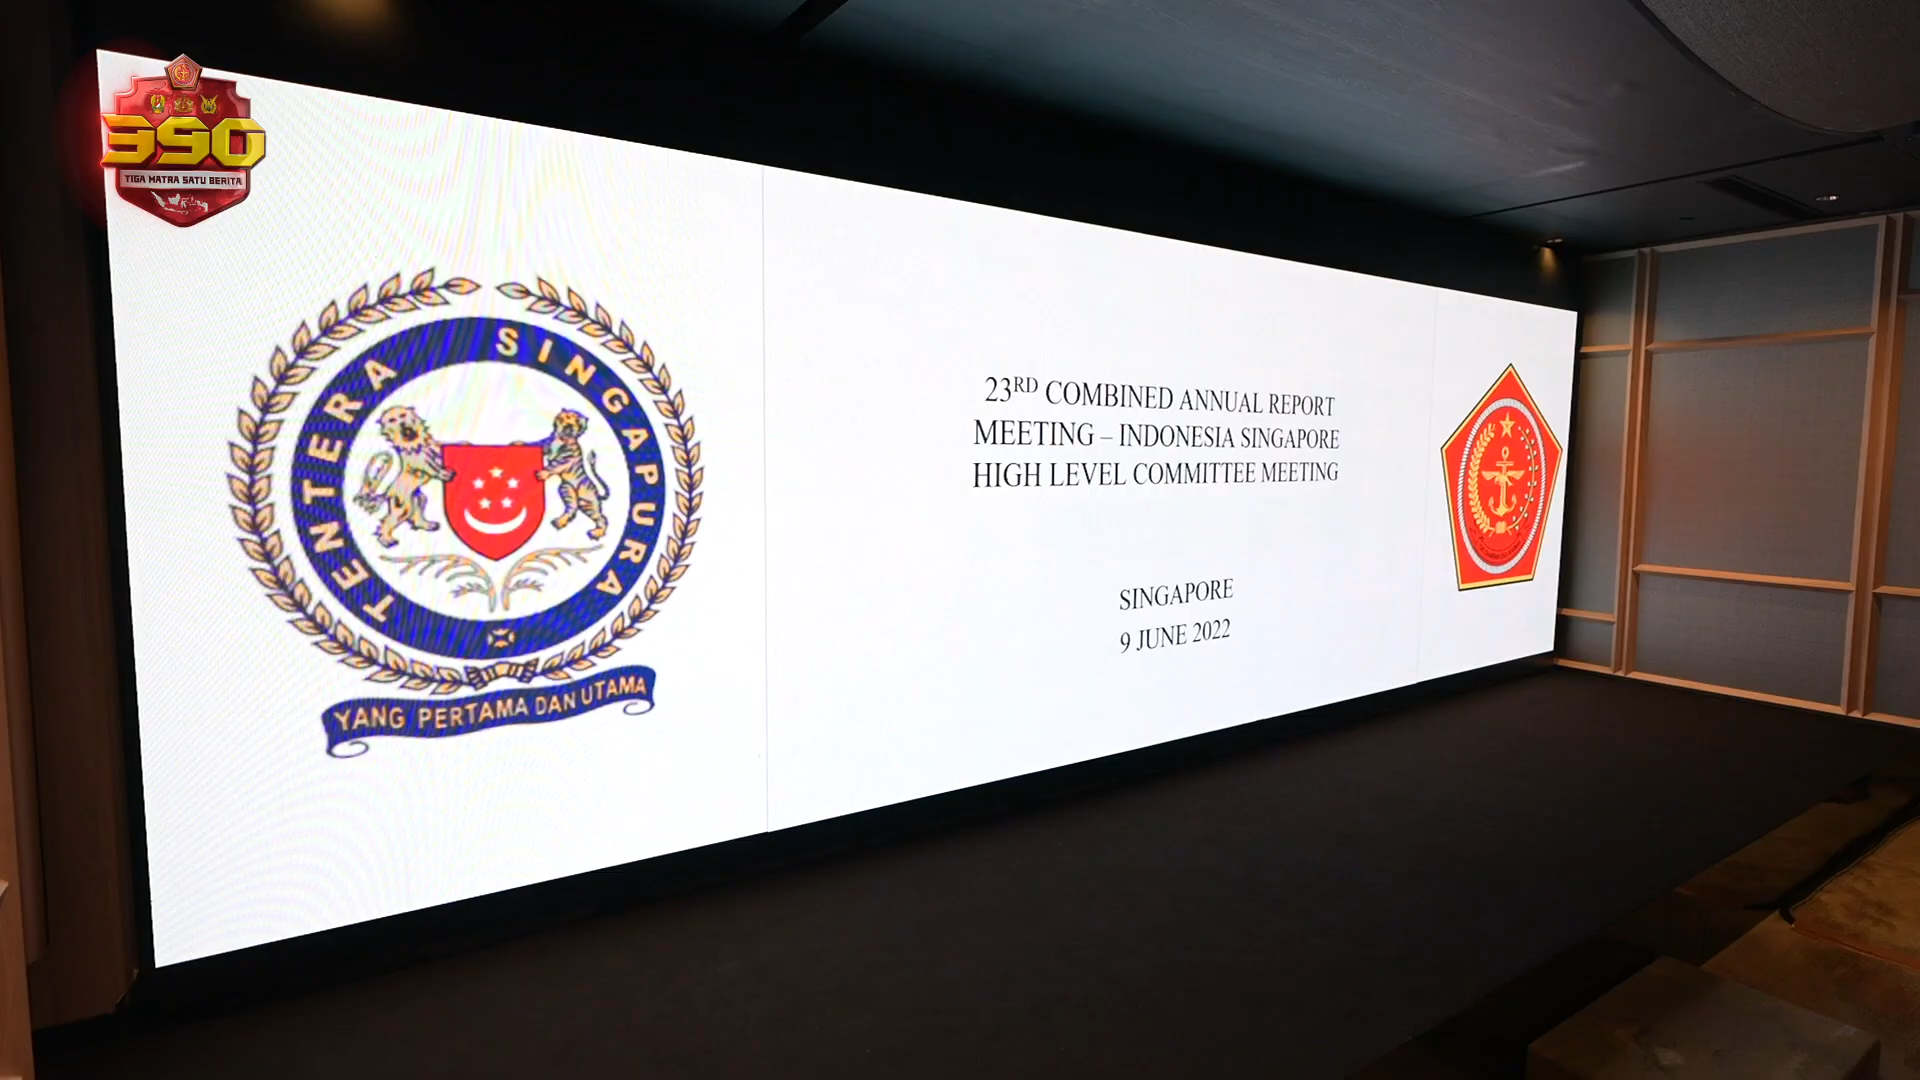 390
TIGA MATRA SATU BERITA
TENTERA SINGAPURA
YANG PERTAMA DAN UTAMA
23RD COMBINED ANNUAL REPORT
MEETING – INDONESIA SINGAPORE
HIGH LEVEL COMMITTEE MEETING
SINGAPORE
9 JUNE 2022